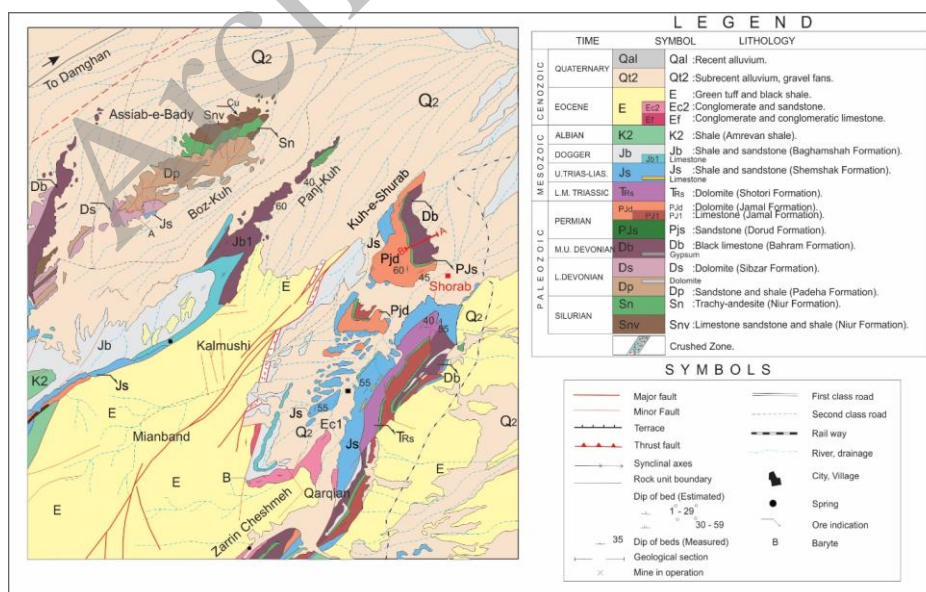 Archi
To Damghan
Q2
Q2
Cu
Snv
Assiab-e-Bady
Sn
Db
Dp
Panj-Kuh
40
Kuh-e-Shurab
Ds
Js
A
Boz-Kuh
60
Db
A
Js
B
Jb1
Pjd
PJs
60
45
Shorab
E
Q2
Pjd
40
85
Jb
Kalmushi
K2
Js
Db
55
E
Js
55
E
Q2
Ec1
TRs
Q2
Mianband
Js
E
B
E
E
Qarqian
Zarrin Cheshmeh
LEGEND
TIME SYMBOL LITHOLOGY
CENOZOIC
QUATERNARY
Qal Qal :Recent alluvium.
Qt2 Qt2 :Subrecent alluvium, gravel fans.
EOCENE
E E :Green tuff and black shale.
Ec2 Ec2 :Conglomerate and sandstone.
Ef Ef :Conglomerate and conglomeratic limestone.
MESOZOIC
ALBIAN K2 K2 :Shale (Amrevan shale).
DOGGER Jb Jb :Shale and sandstone (Baghamshah Formation).
Jb1 Limestone
U.TRIAS-LIAS. Js Js :Shale and sandstone (Shemshak Formation).
Limestone
L.M. TRIASSIC TRs TRs :Dolomite (Shotori Formation).
PALEOZOIC
PERMIAN
PJd PJd :Dolomite (Jamal Formation).
PJ1 PJ1 :Limestone (Jamal Formation).
PJs Pjs :Sandstone (Dorud Formation).
M.U. DEVONIAN Db Db :Black limestone (Bahram Formation).
Gypsum
L.DEVONIAN
Ds Ds :Dolomite (Sibzar Formation).
Dolomite
Dp Dp :Sandstone and shale (Padeha Formation).
SILURIAN
Sn Sn :Trachy-andesite (Niur Formation).
Snv Snv :Limestone sandstone and shale (Niur Formation).
Crushed Zone.
SYMBOLS
Major fault
Minor Fault
Terrace
Thrust fault
Synclinal axes
Rock unit boundary
Dip of bed (Estimated)
1 - 29
30 - 59
35 Dip of beds (Measured)
Geological section
Mine in operation
First class road
Second class road
Rail way
River, drainage
City, Village
Spring
Ore indication
B Baryte